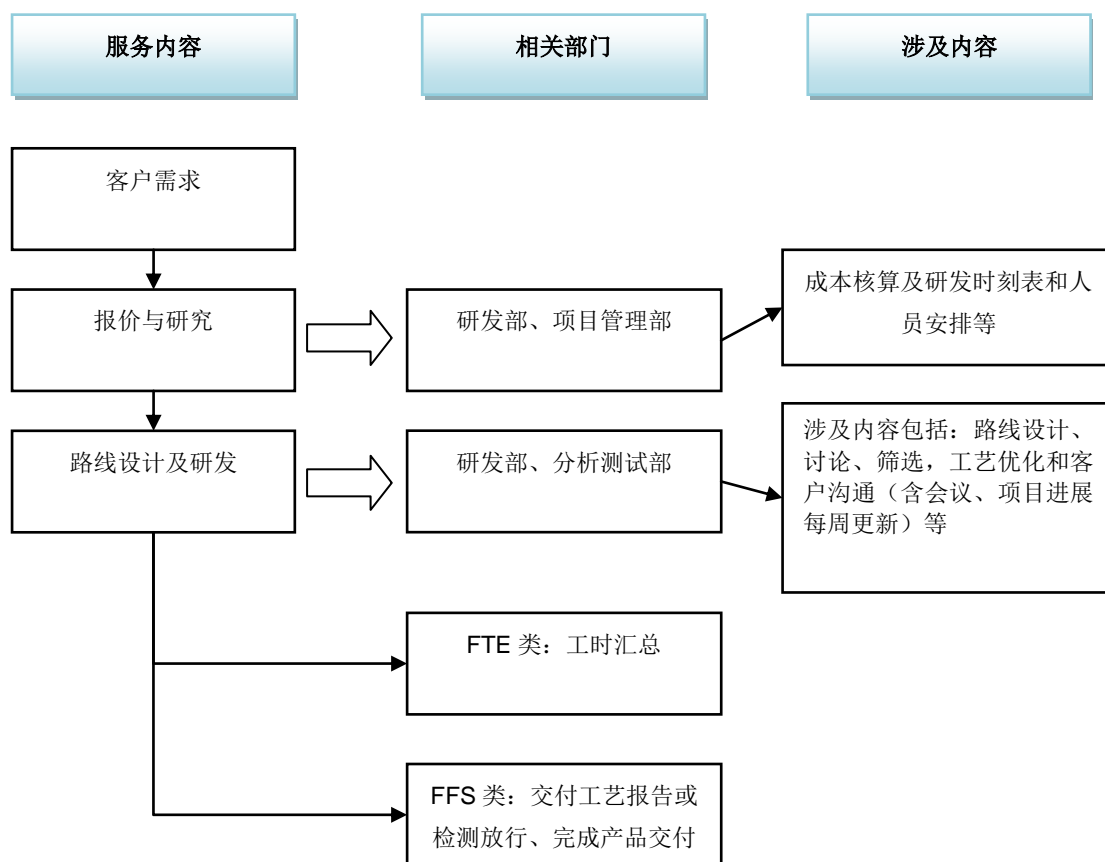 服务内容
相关部门
涉及内容
客户需求
报价与研究
研发部、项目管理部
成本核算及研发时刻表和人
员安排等
路线设计及研发
研发部、分析测试部
涉及内容包括：路线设计、
讨论、筛选，工艺优化和客
户沟通（含会议、项目进展
每周更新）等
FTE 类：工时汇总
FFS 类：交付工艺报告或
检测放行、完成产品交付